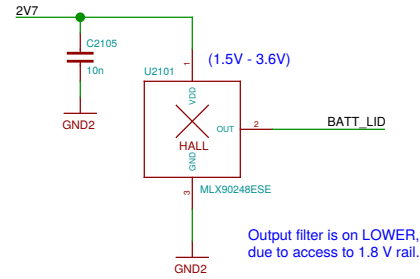 2V7
C2105
10n
GND2
U2101
(1.5V - 3.6V)
1
VDD
OUT
2
BATT_LID
HALL
GND
3
MLX90248ESE
GND2
Output filter is on LOWER,
due to access to 1.8 V rail.